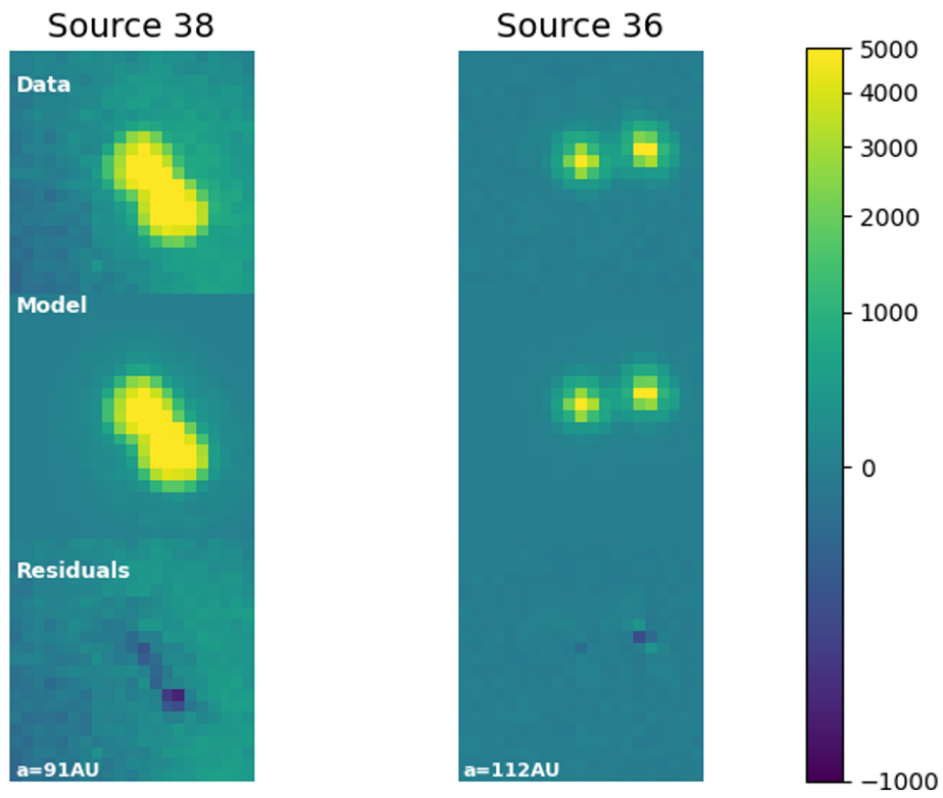 Source 38
Source 36
Data
Model
Residuals
a=91AU
a=112AU
5000
4000
3000
2000
1000
0
−1000